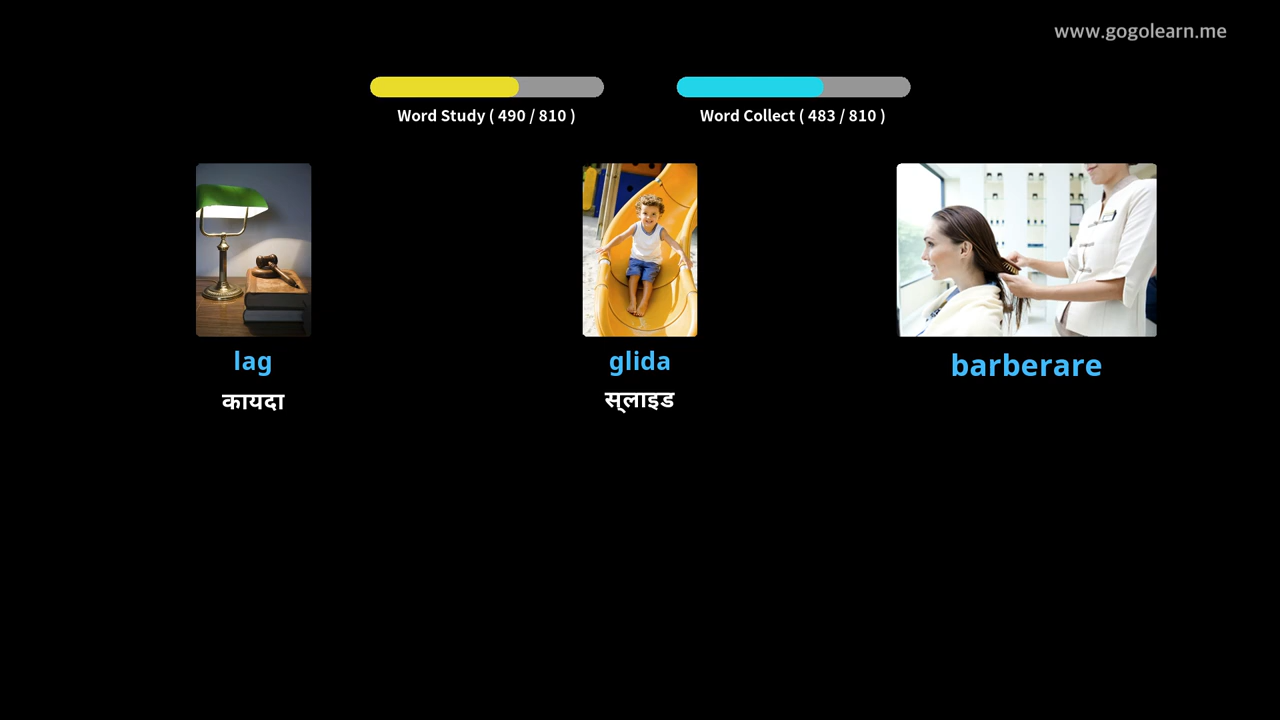 www.gogolearn.me
Word Study ( 490 / 810 )
Word Collect ( 483 / 810 )
lag
glida
barberare
कायदा
स्लाइड